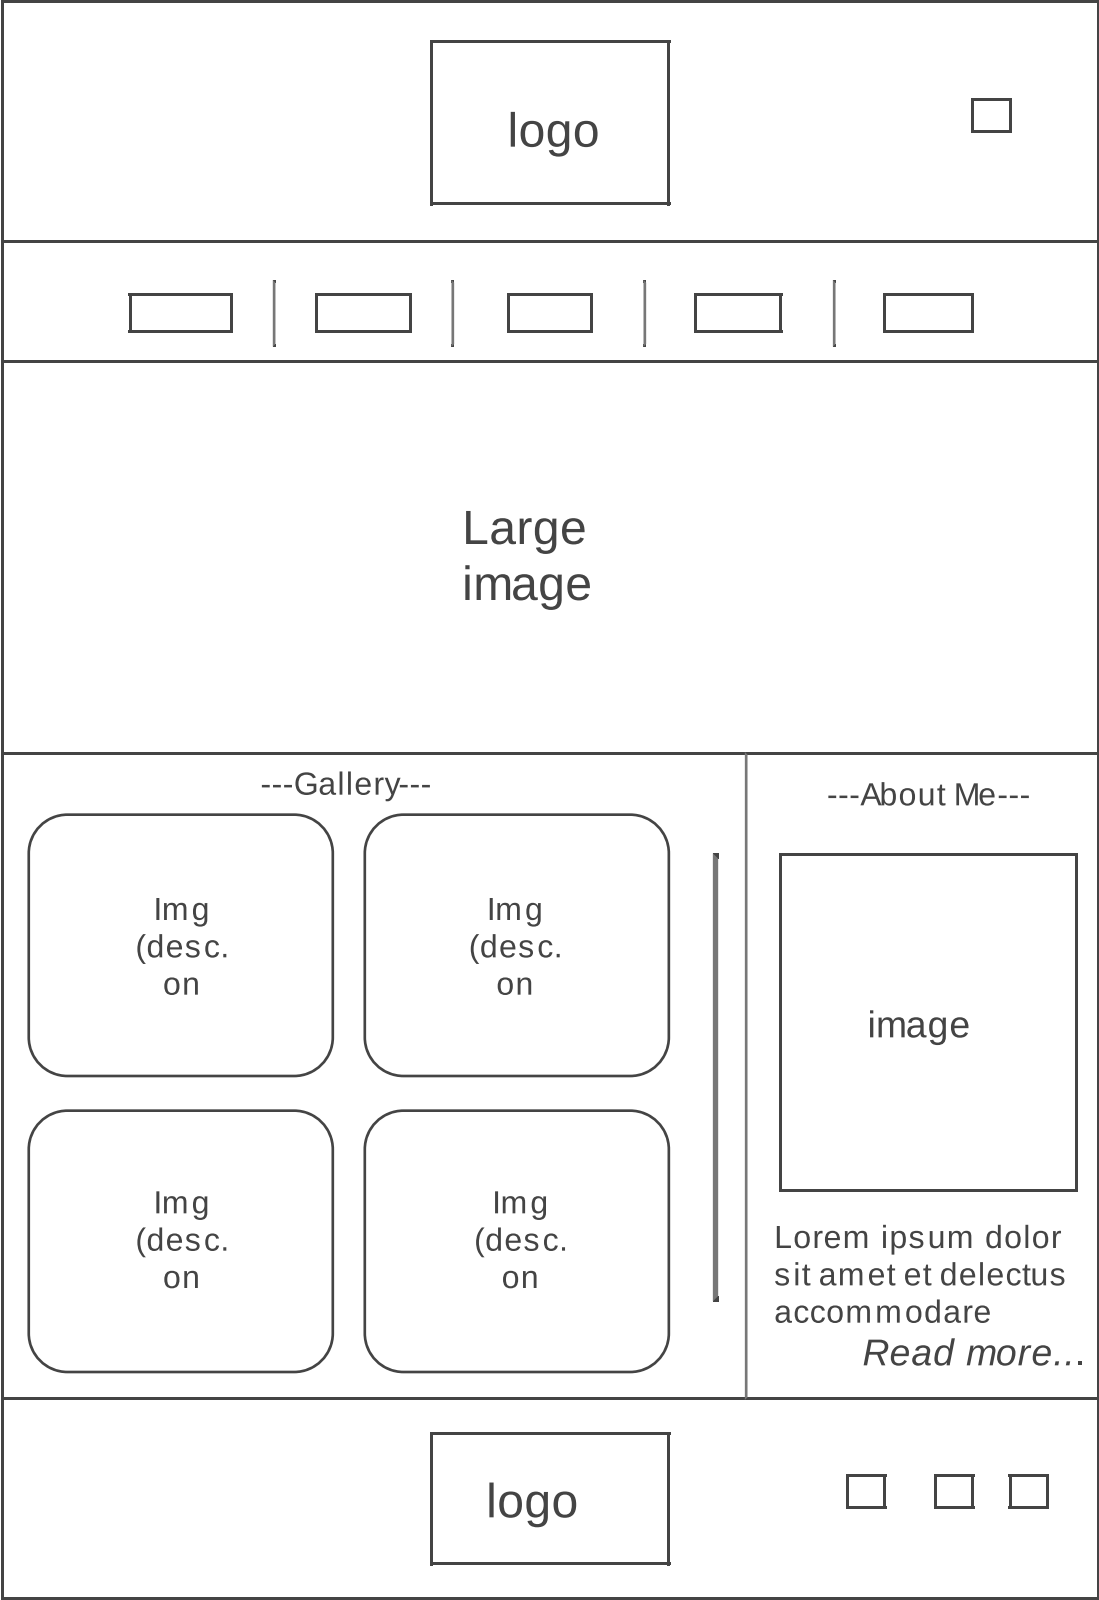 logo
Large
image
---Gallery---
Img
(desc.
on
Img
(desc.
on
Img
(desc.
on
Img
(desc.
on
---About Me---
image
Lorem ipsum dolor
sit amet et delectus
accommodare
Read more...
logo